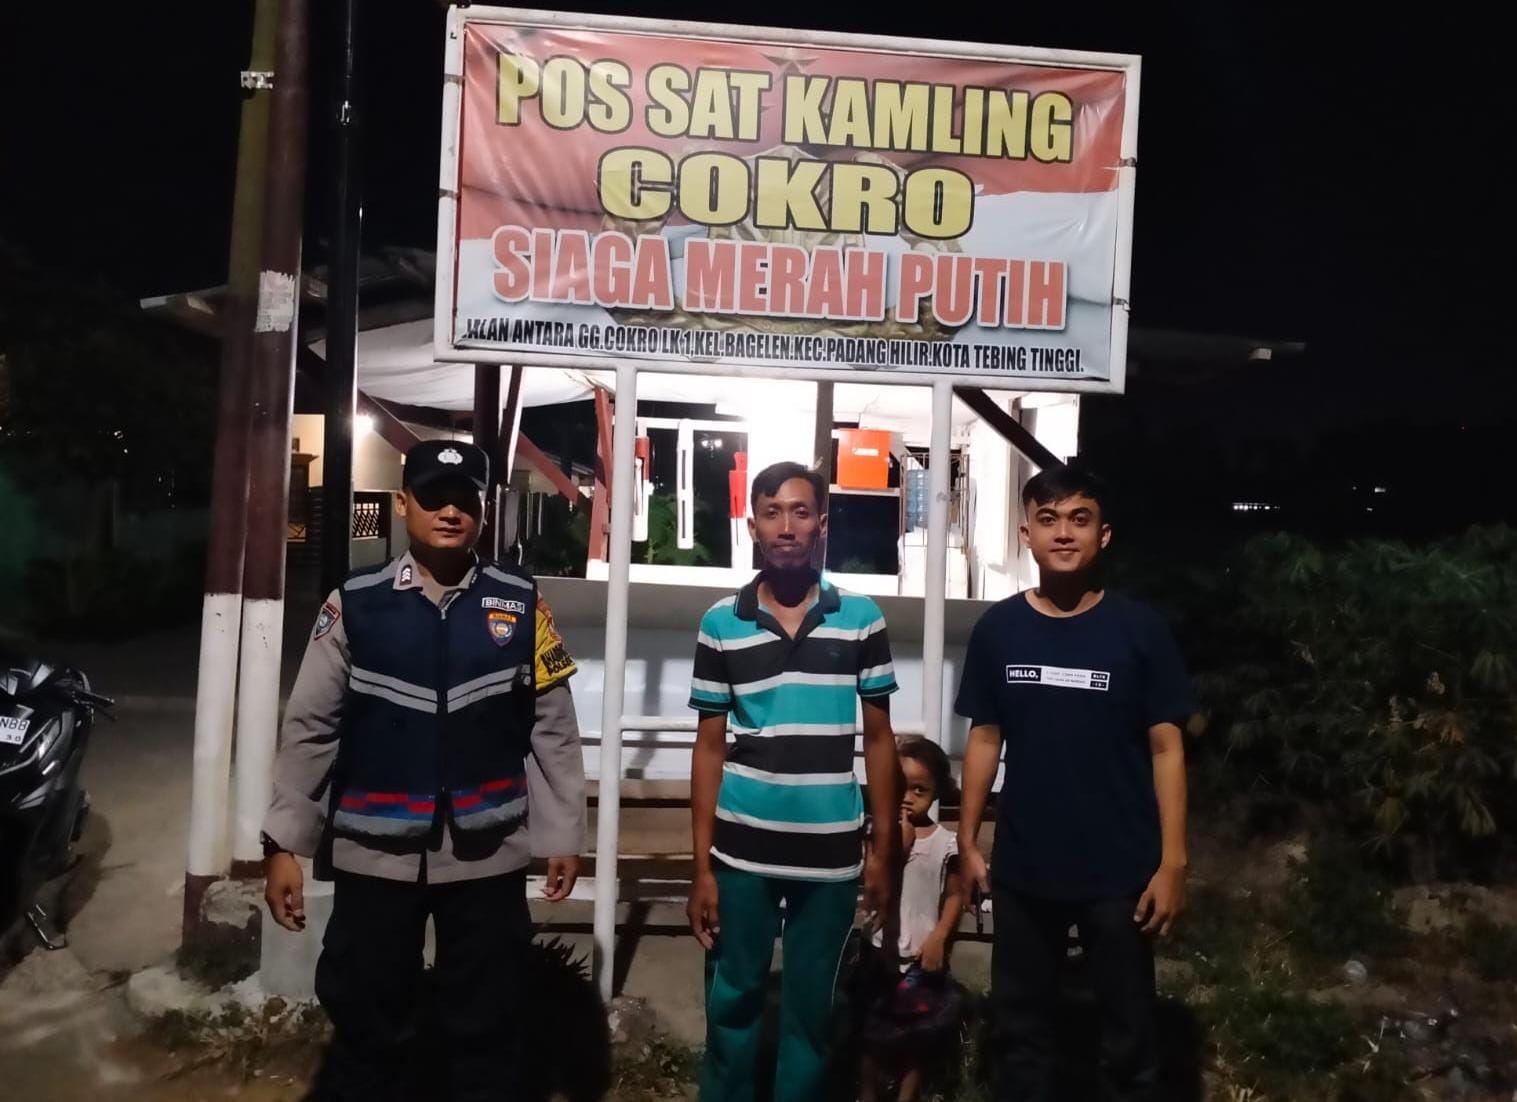 POS SAT KAMLING
COKRO
SIAGA MERAH PUTIH
JALAN ANTARA GG.COKRO LK 1,KEL.BAGELEN.KEC.PADANG HILIR.KOTA TEBING TINGGI.
BINMAS
HELLO,